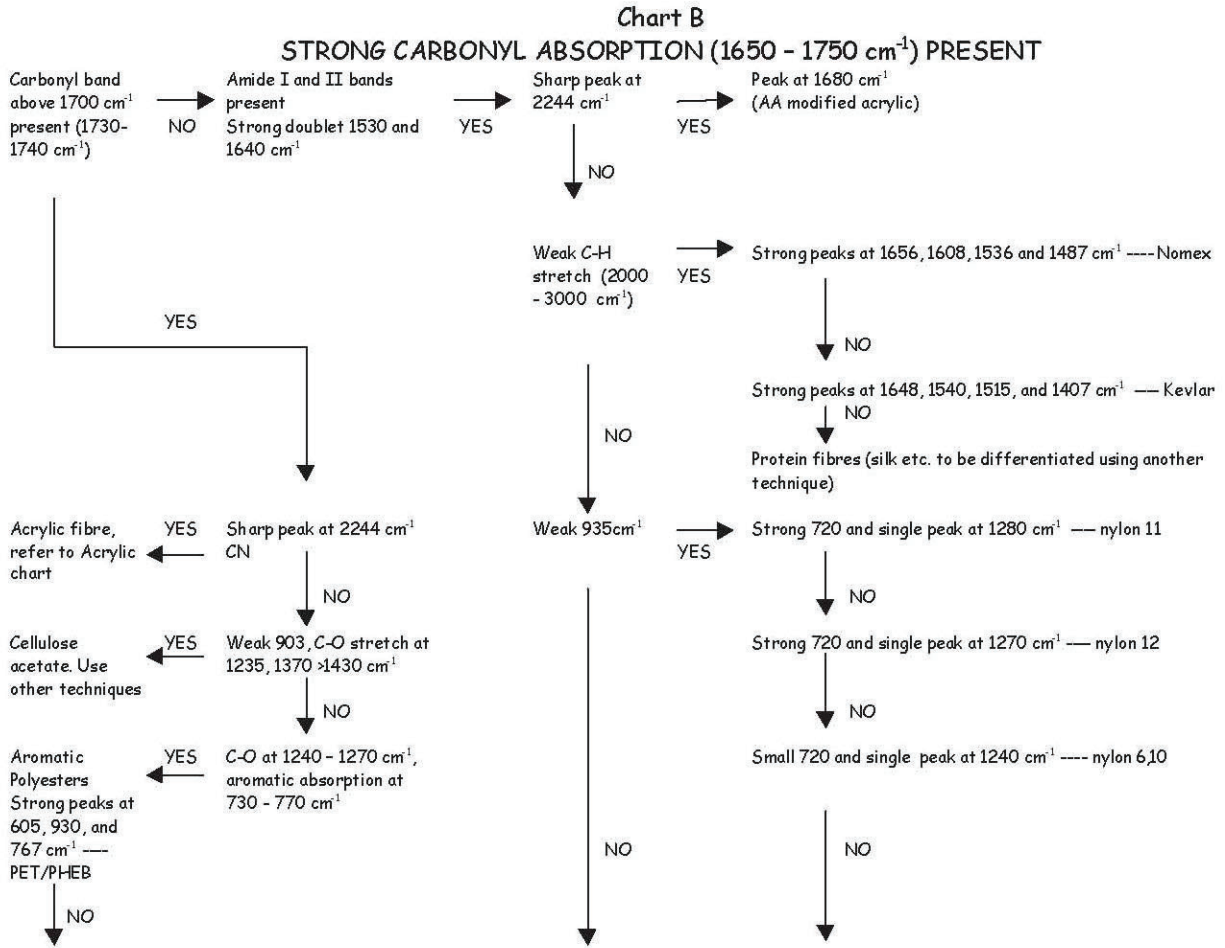 Chart B
STRONG CARBONYL ABSORPTION (1650 – 1750 cm⁻¹) PRESENT
Carbonyl band
above 1700 cm⁻¹
present (1730-
1740 cm⁻¹)
NO
Amide I and II bands
present
Strong doublet 1530 and
1640 cm⁻¹
YES
Sharp peak at
2244 cm⁻¹
YES
Peak at 1680 cm⁻¹
(AA modified acrylic)
NO
Weak C-H
stretch (2000
- 3000 cm⁻¹)
YES
Strong peaks at 1656, 1608, 1536 and 1487 cm⁻¹ ---- Nomex
YES
NO
Strong peaks at 1648, 1540, 1515, and 1407 cm⁻¹ ---- Kevlar
NO
NO
Protein fibres (silk etc. to be differentiated using another
technique)
Acrylic fibre,
refer to Acrylic
chart
YES
Sharp peak at 2244 cm⁻¹
CN
Weak 935cm⁻¹
YES
Strong 720 and single peak at 1280 cm⁻¹ ---- nylon 11
NO
NO
Cellulose
acetate. Use
other techniques
YES
Weak 903, C-O stretch at
1235, 1370 >1430 cm⁻¹
Strong 720 and single peak at 1270 cm⁻¹ ---- nylon 12
NO
NO
Aromatic
Polyesters
Strong peaks at
605, 930, and
767 cm⁻¹ ----
PET/PHEB
YES
C-O at 1240 – 1270 cm⁻¹,
aromatic absorption at
730 - 770 cm⁻¹
Small 720 and single peak at 1240 cm⁻¹ ---- nylon 6,10
NO
NO
NO